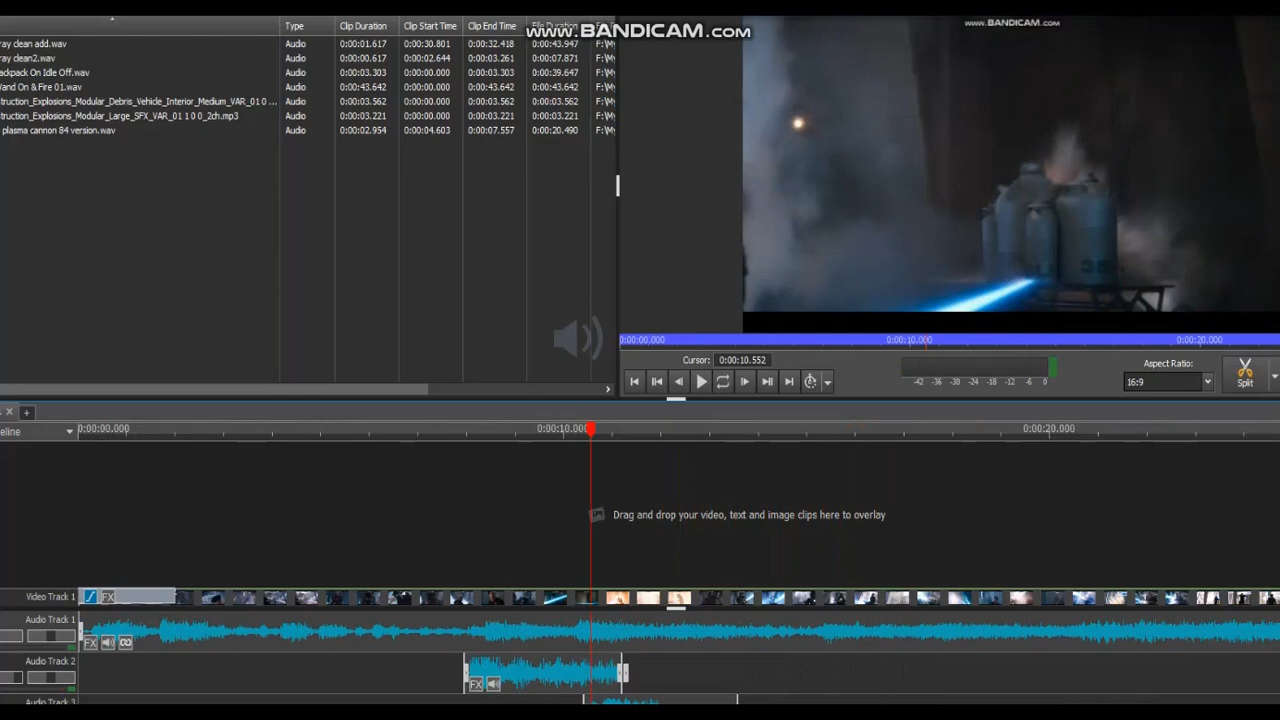 Type Clip Duration Clip Start Time Clip End Time File Duration
www.BANDICAM.com
www.BANDICAM.com
ray clean add.wav Audio 0:00:01.617 0:00:30.801 0:00:32.418 0:00:43.947 F:\My
ray clean2.wav Audio 0:00:00.617 0:00:02.644 0:00:03.261 0:00:07.871 F:\My
ackpack On Idle Off.wav Audio 0:00:03.303 0:00:00.000 0:00:03.303 0:00:39.647 F:\My
Wand On & Fire 01.wav Audio 0:00:43.642 0:00:00.000 0:00:43.642 0:00:43.642 F:\My
truction_Explosions_Modular_Debris_Vehicle_Interior_Medium_VAR_01 0 ... Audio 0:00:03.562 0:00:00.000 0:00:03.562 0:00:03.562 F:\My
truction_Explosions_Modular_Large_SFX_VAR_01 1 0 0_2ch.mp3 Audio 0:00:03.221 0:00:00.000 0:00:03.221 0:00:03.221 F:\My
plasma cannon 84 version.wav Audio 0:00:02.954 0:00:04.603 0:00:07.557 0:00:20.490 F:\My
0:00:00.000 0:00:10.000 0:00:20.000
Cursor: 0:00:10.552
-42 -36 -30 -24 -18 -12 -6 0
Aspect Ratio:
16:9
Split
eline 0:00:00.000 0:00:10.000 0:00:20.000
Drag and drop your video, text and image clips here to overlay
Video Track 1 FX
Audio Track 1
FX
Audio Track 2
FX
Audio Track 3